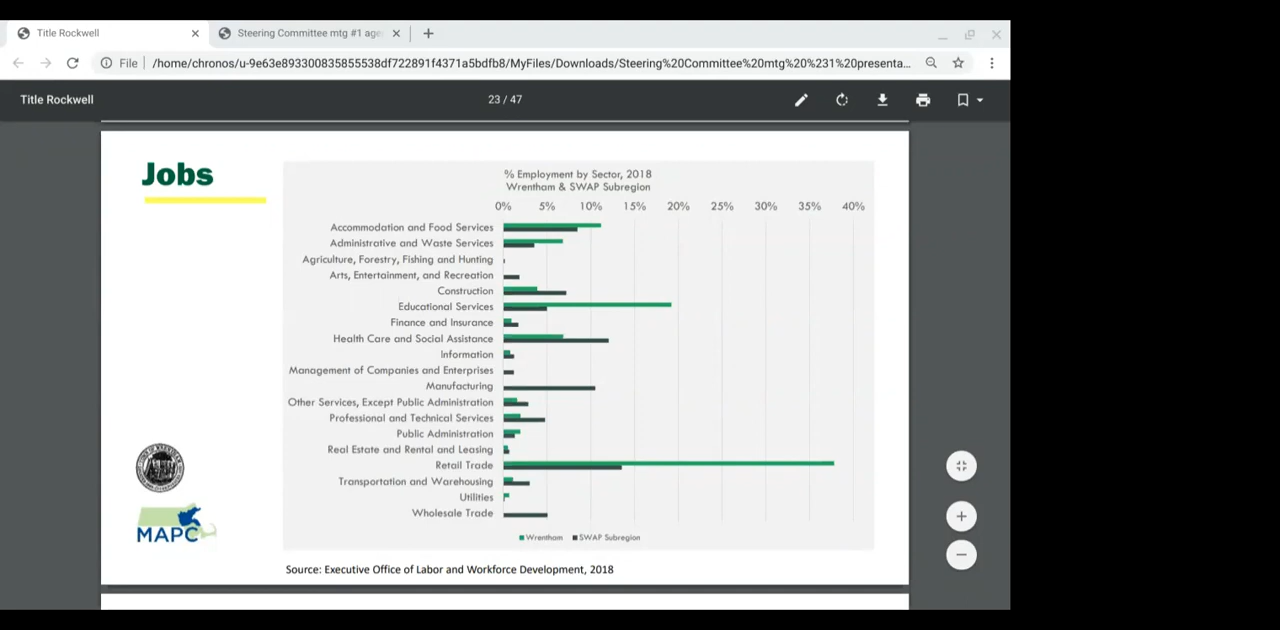 Title Rockwell
Steering Committee mtg #1 age
File
/home/chronos/u-9e63e893300835855538df722891f4371a5bdfb8/MyFiles/Downloads/Steering%20Committee%20mtg%20%231%20presenta...
Title Rockwell
23 / 47
Jobs
% Employment by Sector, 2018
Wrentham & SWAP Subregion
0% 5% 10% 15% 20% 25% 30% 35% 40%
Accommodation and Food Services
Administrative and Waste Services
Agriculture, Forestry, Fishing and Hunting
Arts, Entertainment, and Recreation
Construction
Educational Services
Finance and Insurance
Health Care and Social Assistance
Information
Management of Companies and Enterprises
Manufacturing
Other Services, Except Public Administration
Professional and Technical Services
Public Administration
Real Estate and Rental and Leasing
Retail Trade
Transportation and Warehousing
Utilities
Wholesale Trade
Wrentham SWAP Subregion
MAPC
Source: Executive Office of Labor and Workforce Development, 2018